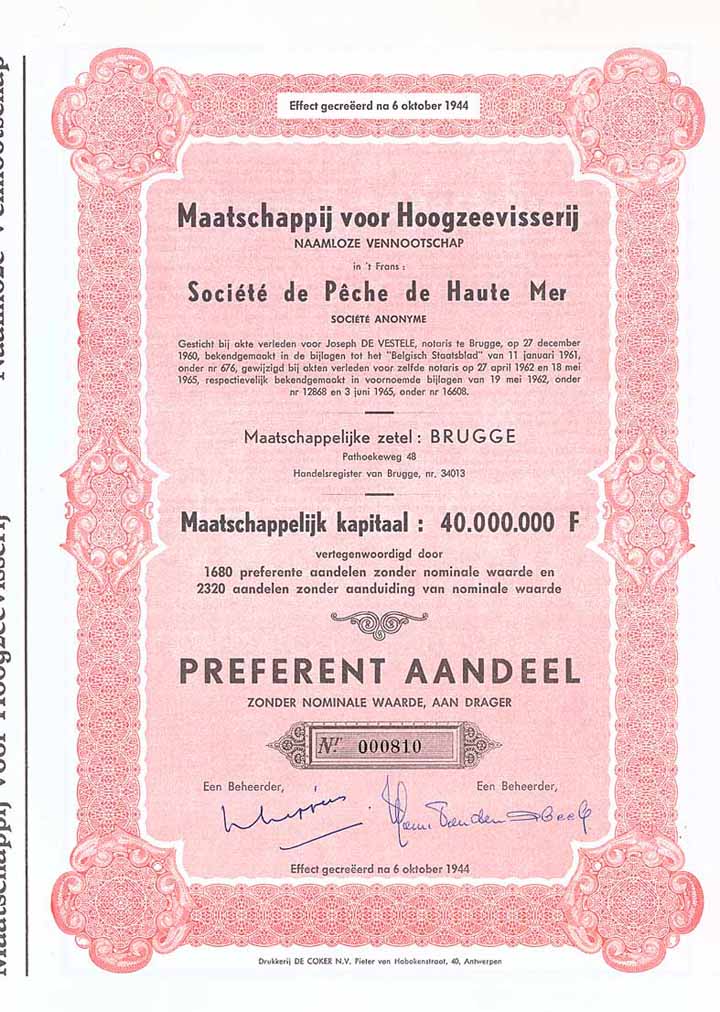 Effect gecreëerd na 6 oktober 1944
Maatschappij voor Hoogzeevisserij
NAAMLOZE VENNOOTSCHAP
in 't Frans :
Société de Pêche de Haute Mer
SOCIÉTÉ ANONYME
Gesticht bij akte verleden voor Joseph DE VESTELE, notaris te Brugge, op 27 december
1960, bekendgemaakt in de bijlagen tot het "Belgisch Staatsblad" van 11 januari 1961,
onder nr 676, gewijzigd bij akten verleden voor zelfde notaris op 27 april 1962 en 18 mei
1965, respectievelijk bekendgemaakt in voornoemde bijlagen van 19 mei 1962, onder
nr 12868 en 3 juni 1965, onder nr 16608.
Maatschappelijke zetel : BRUGGE
Pathoekeweg 48
Handelsregister van Brugge, nr. 34013
Maatschappelijk kapitaal : 40.000.000 F
vertegenwoordigd door
1680 preferente aandelen zonder nominale waarde en
2320 aandelen zonder aanduiding van nominale waarde
PREFERENT AANDEEL
ZONDER NOMINALE WAARDE, AAN DRAGER
Nr 000810
Een Beheerder, Een Beheerder,
Effect gecreëerd na 6 oktober 1944
Drukkerij DE COKER N.V. Pieter van Hobokenstraat, 40, Antwerpen
Maatschappij voor Hoogzeevisserij Naamloze Vennootschap